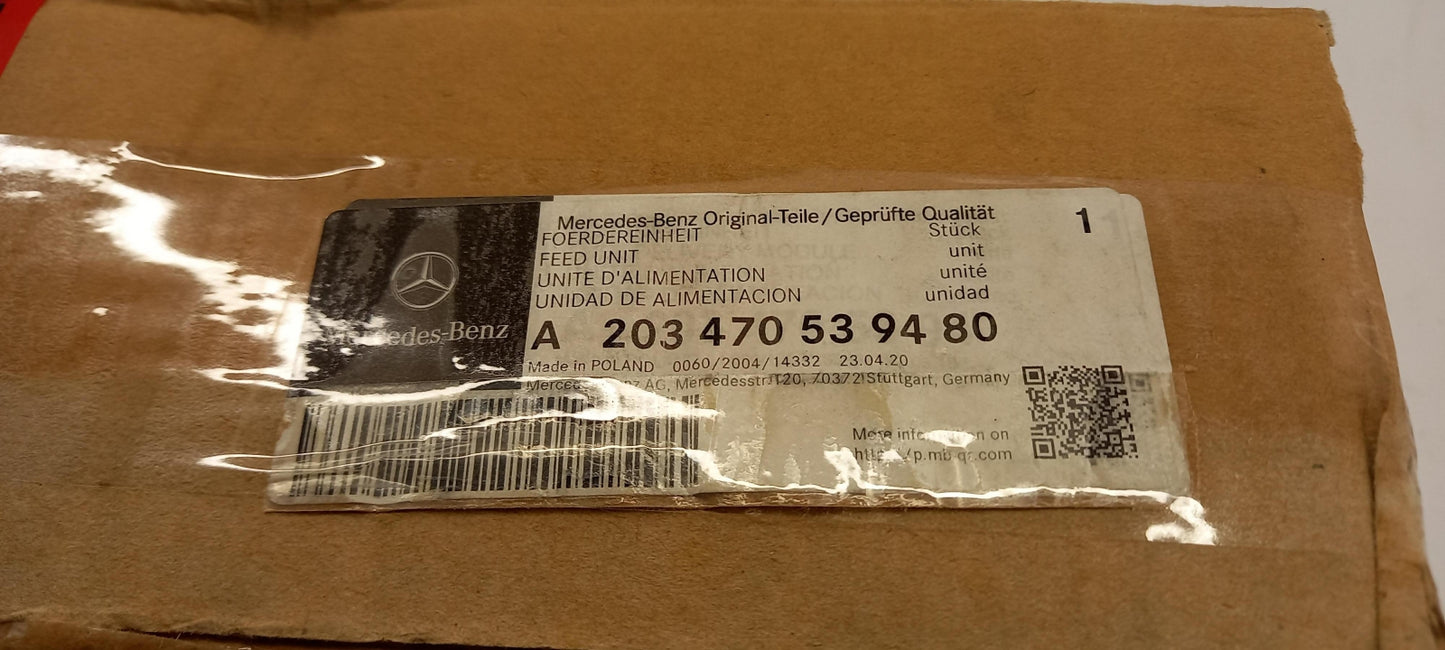 Mercedes-Benz Original-Teile/Geprüfte Qualität 1
FOERDEREINHEIT Stück
FEED UNIT unit
UNITE D'ALIMENTATION unité
UNIDAD DE ALIMENTACION unidad
Mercedes-Benz
A 203 470 53 94 80
Made in POLAND 0060/2004/14332 23.04.20
AG, Mercedesstr. 120, 70372 Stuttgart, Germany
More information on